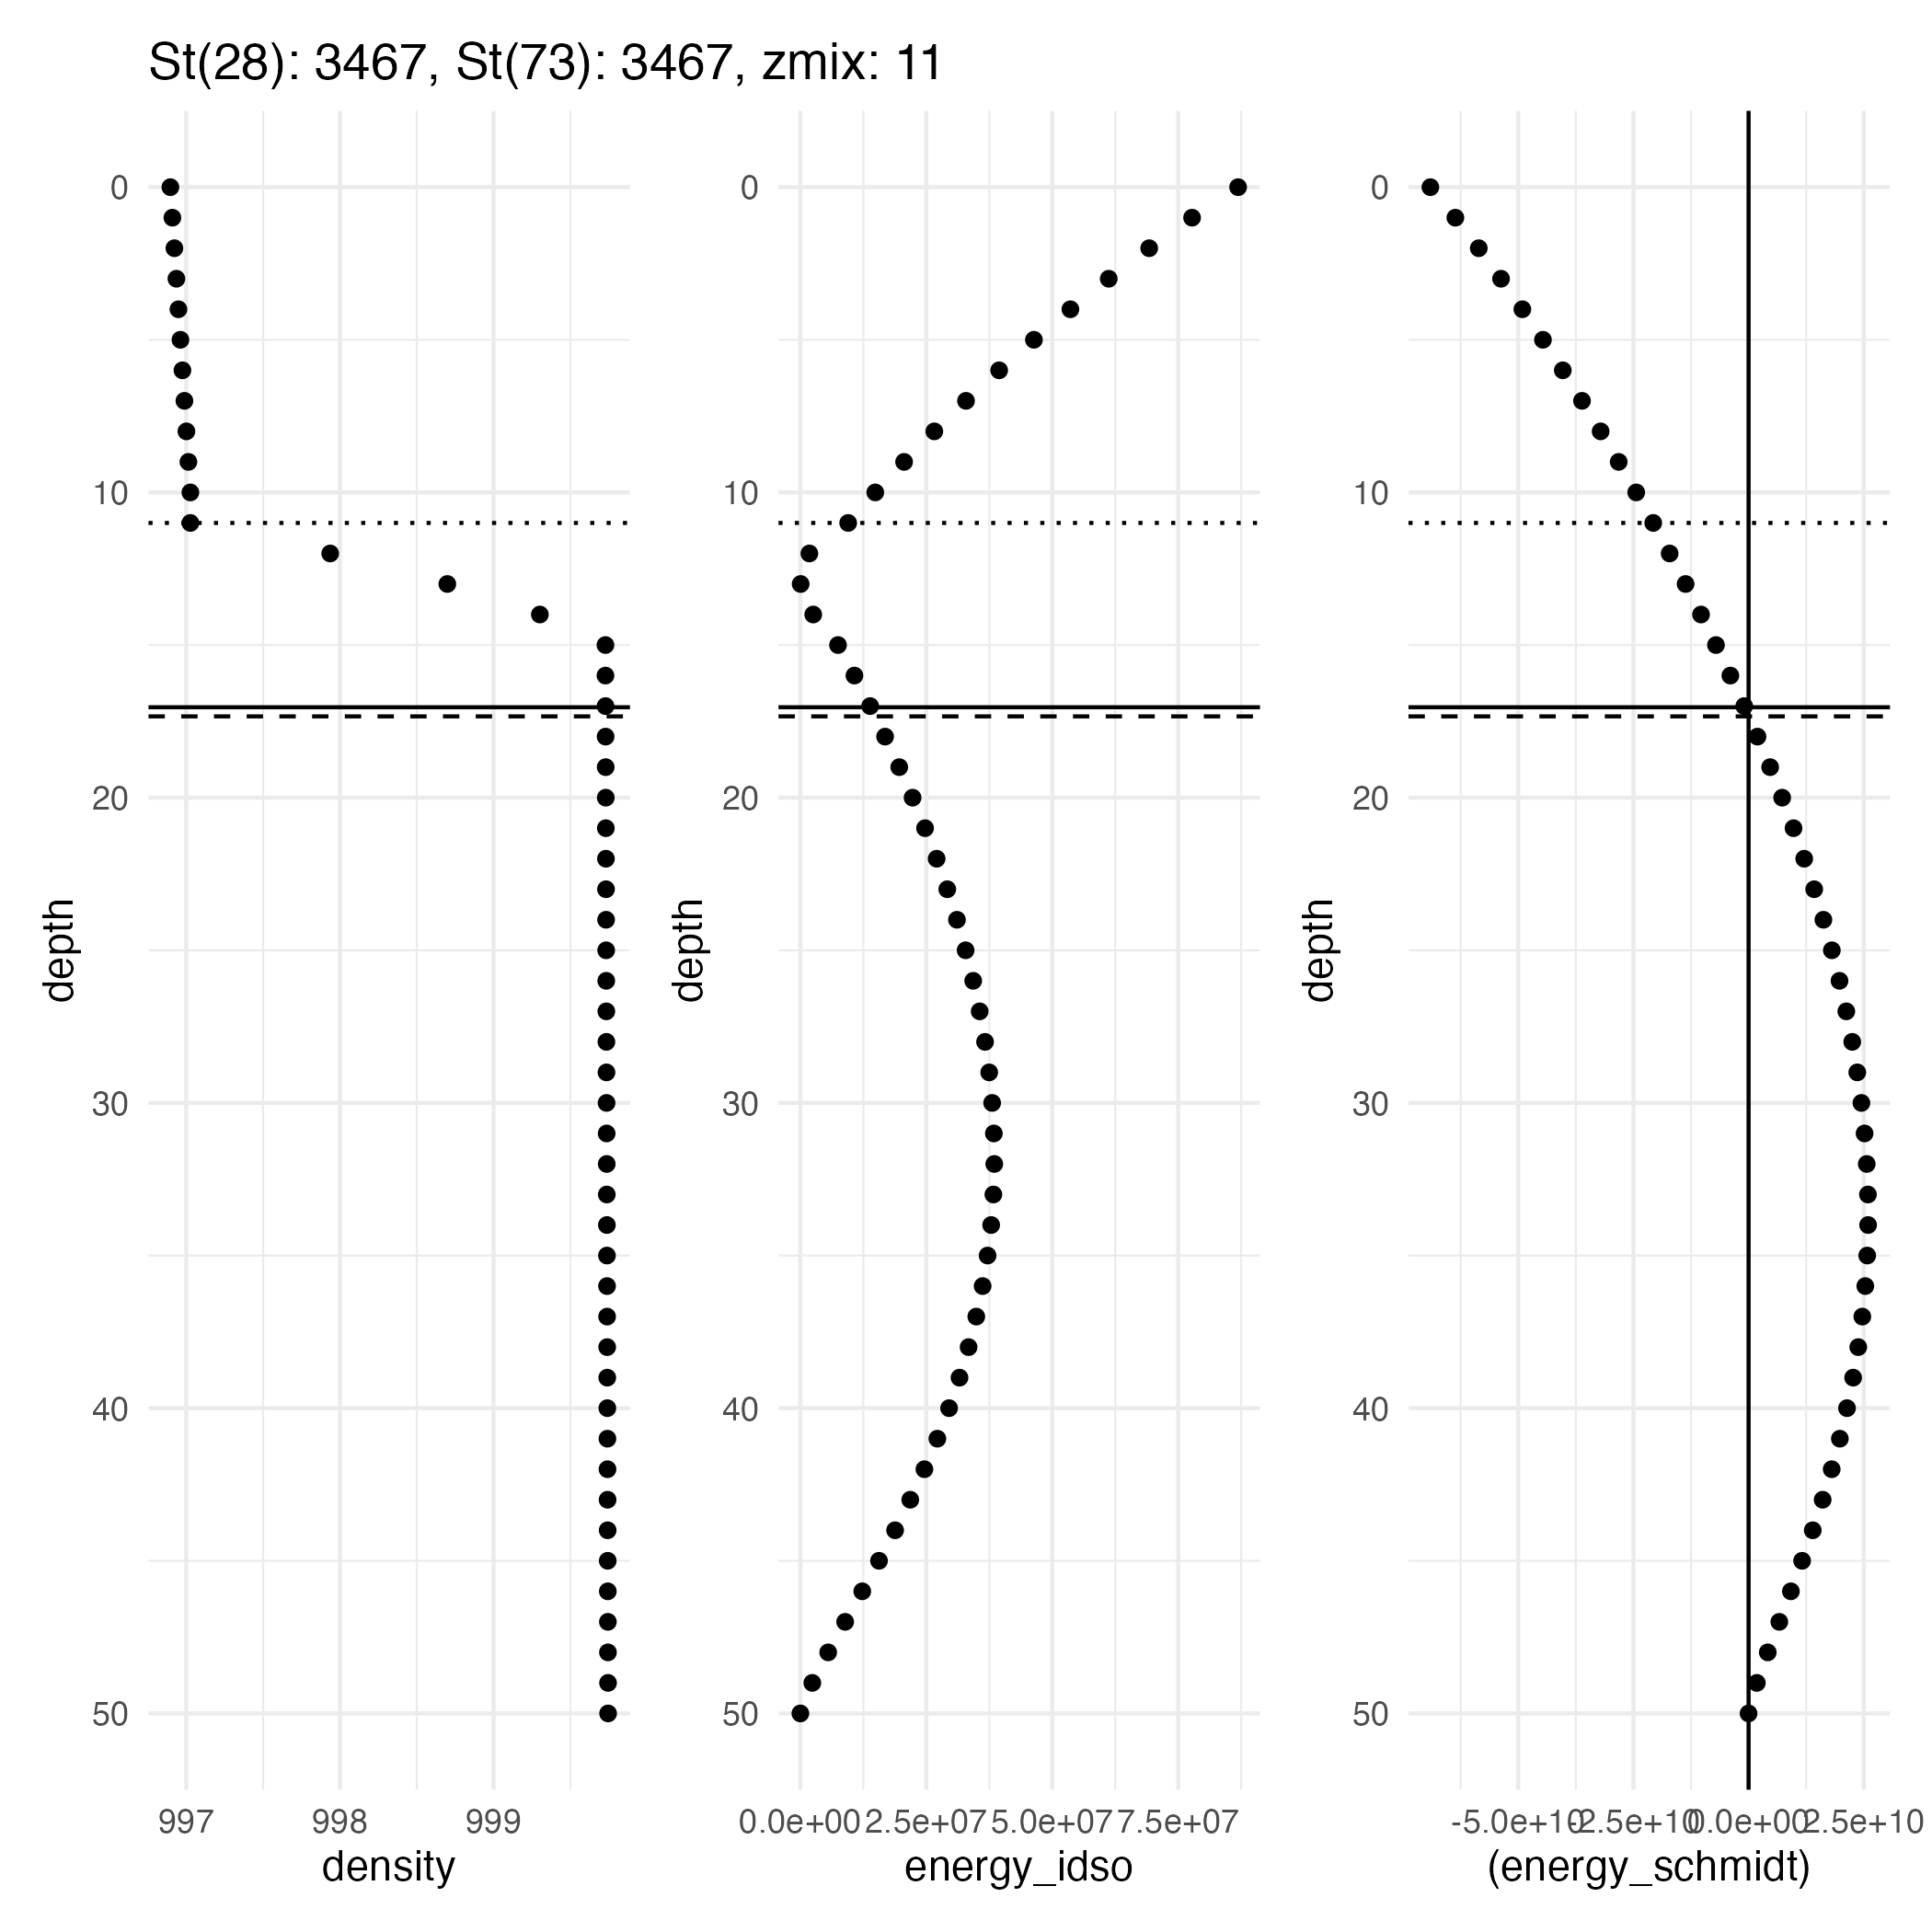 St(28): 3467, St(73): 3467, zmix: 11
0
10
20
30
40
50
depth
997 998 999
density
0
10
20
30
40
50
depth
0.0e+00 2.5e+07 5.0e+07 7.5e+07
energy_idso
0
10
20
30
40
50
depth
-5.0e+10 -2.5e+10 0.0e+00 2.5e+10
(energy_schmidt)